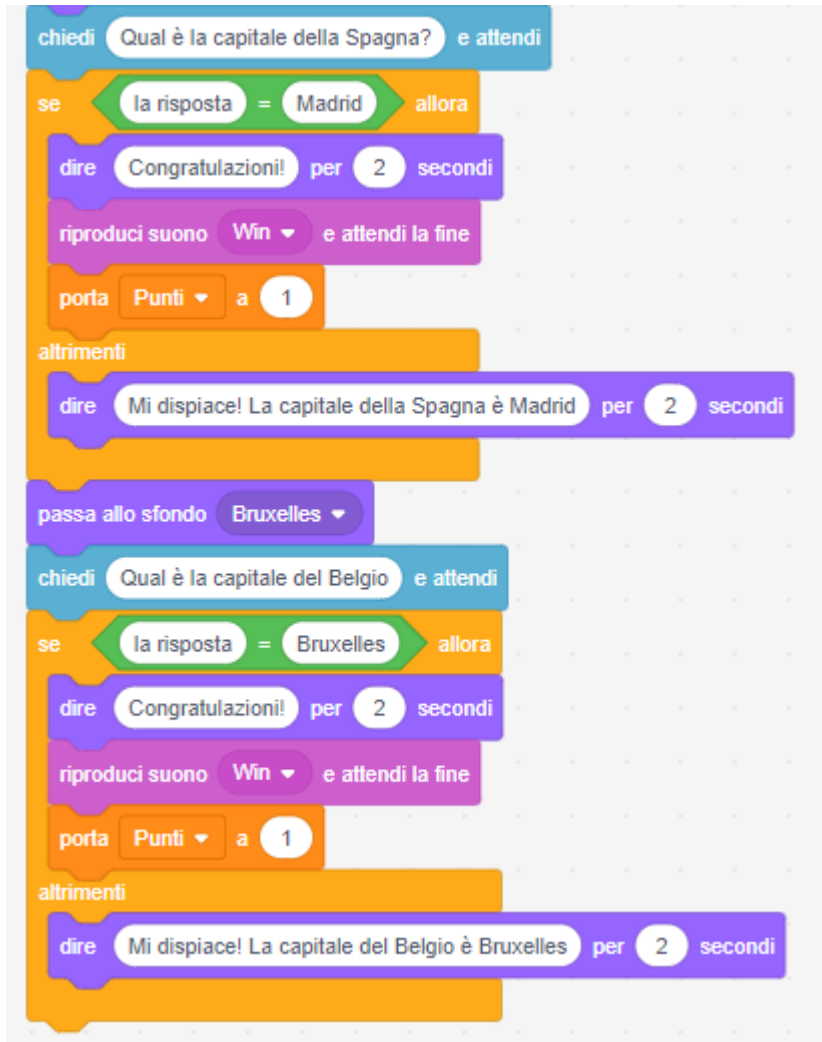 chiedi Qual è la capitale della Spagna? e attendi
se la risposta = Madrid allora
dire Congratulazioni! per 2 secondi
riproduci suono Win e attendi la fine
porta Punti a 1
altrimenti
dire Mi dispiace! La capitale della Spagna è Madrid per 2 secondi
passa allo sfondo Bruxelles
chiedi Qual è la capitale del Belgio e attendi
se la risposta = Bruxelles allora
dire Congratulazioni! per 2 secondi
riproduci suono Win e attendi la fine
porta Punti a 1
altrimenti
dire Mi dispiace! La capitale del Belgio è Bruxelles per 2 secondi